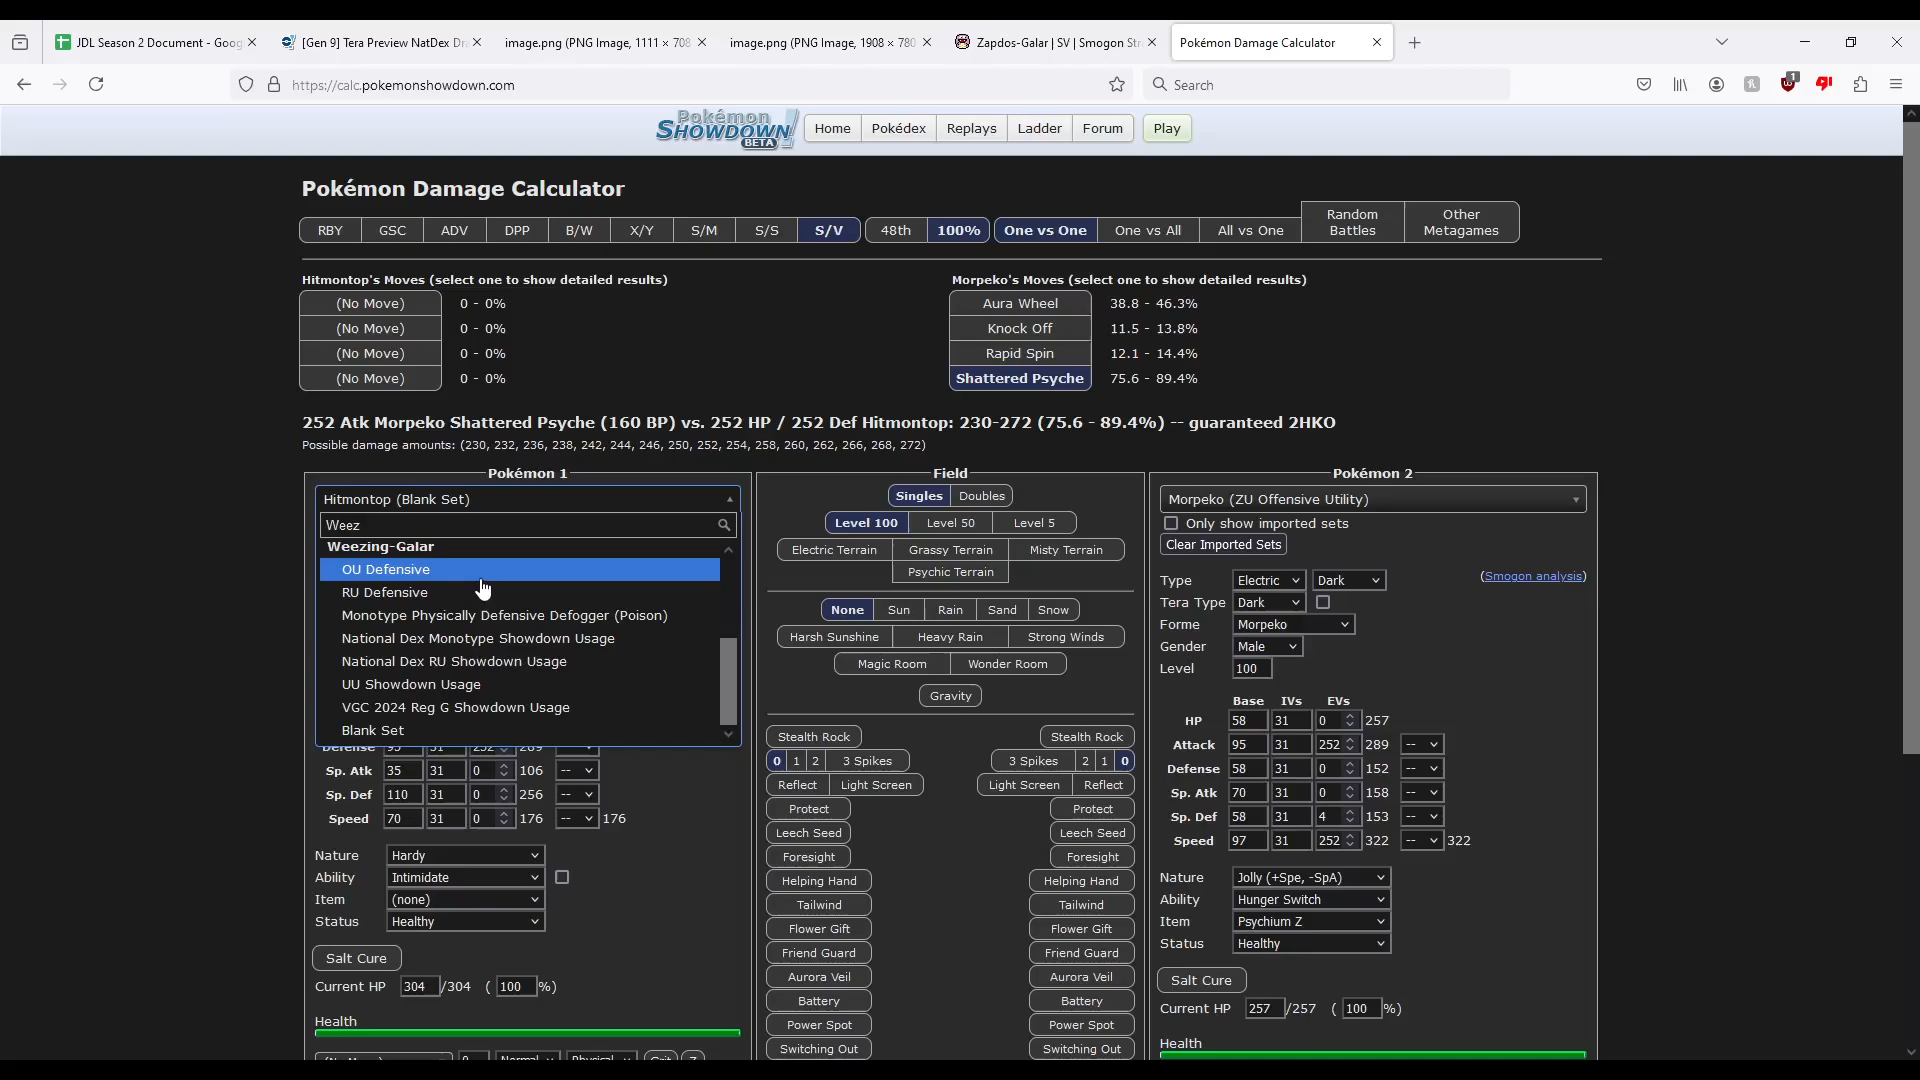 JDL Season 2 Document - Goog
[Gen 9] Tera Preview NatDex Dra
image.png (PNG Image, 1111 × 708
image.png (PNG Image, 1908 × 780
Zapdos-Galar | SV | Smogon Str
Pokémon Damage Calculator
https://calc.pokemonshowdown.com
Search
1
Pokémon SHOWDOWN! BETA
Home Pokédex Replays Ladder Forum Play
Pokémon Damage Calculator
RBY GSC ADV DPP B/W X/Y S/M S/S S/V 48th 100% One vs One One vs All All vs One Random Battles Other Metagames
Hitmontop's Moves (select one to show detailed results)
(No Move) 0 - 0%
(No Move) 0 - 0%
(No Move) 0 - 0%
(No Move) 0 - 0%
Morpeko's Moves (select one to show detailed results)
Aura Wheel 38.8 - 46.3%
Knock Off 11.5 - 13.8%
Rapid Spin 12.1 - 14.4%
Shattered Psyche 75.6 - 89.4%
252 Atk Morpeko Shattered Psyche (160 BP) vs. 252 HP / 252 Def Hitmontop: 230-272 (75.6 - 89.4%) -- guaranteed 2HKO
Possible damage amounts: (230, 232, 236, 238, 242, 244, 246, 250, 252, 254, 258, 260, 262, 266, 268, 272)
Pokémon 1
Hitmontop (Blank Set)
Weez
Weezing-Galar
OU Defensive
RU Defensive
Monotype Physically Defensive Defogger (Poison)
National Dex Monotype Showdown Usage
National Dex RU Showdown Usage
UU Showdown Usage
VGC 2024 Reg G Showdown Usage
Blank Set
Defense 95 31 252 289 --
Sp. Atk 35 31 0 106 --
Sp. Def 110 31 0 256 --
Speed 70 31 0 176 -- 176
Nature Hardy
Ability Intimidate
Item (none)
Status Healthy
Salt Cure
Current HP 304 /304 ( 100 %)
Health
(No Move) 0 Normal Physical Crit Z
Field
Singles Doubles
Level 100 Level 50 Level 5
Electric Terrain Grassy Terrain Misty Terrain
Psychic Terrain
None Sun Rain Sand Snow
Harsh Sunshine Heavy Rain Strong Winds
Magic Room Wonder Room
Gravity
Stealth Rock Stealth Rock
0 1 2 3 Spikes 3 Spikes 2 1 0
Reflect Light Screen Light Screen Reflect
Protect Protect
Leech Seed Leech Seed
Foresight Foresight
Helping Hand Helping Hand
Tailwind Tailwind
Flower Gift Flower Gift
Friend Guard Friend Guard
Aurora Veil Aurora Veil
Battery Battery
Power Spot Power Spot
Switching Out Switching Out
Pokémon 2
Morpeko (ZU Offensive Utility)
Only show imported sets
Clear Imported Sets
Type Electric Dark (Smogon analysis)
Tera Type Dark
Forme Morpeko
Gender Male
Level 100
Base IVs EVs
HP 58 31 0 257
Attack 95 31 252 289 --
Defense 58 31 0 152 --
Sp. Atk 70 31 0 158 --
Sp. Def 58 31 4 153 --
Speed 97 31 252 322 -- 322
Nature Jolly (+Spe, -SpA)
Ability Hunger Switch
Item Psychium Z
Status Healthy
Salt Cure
Current HP 257 /257 ( 100 %)
Health